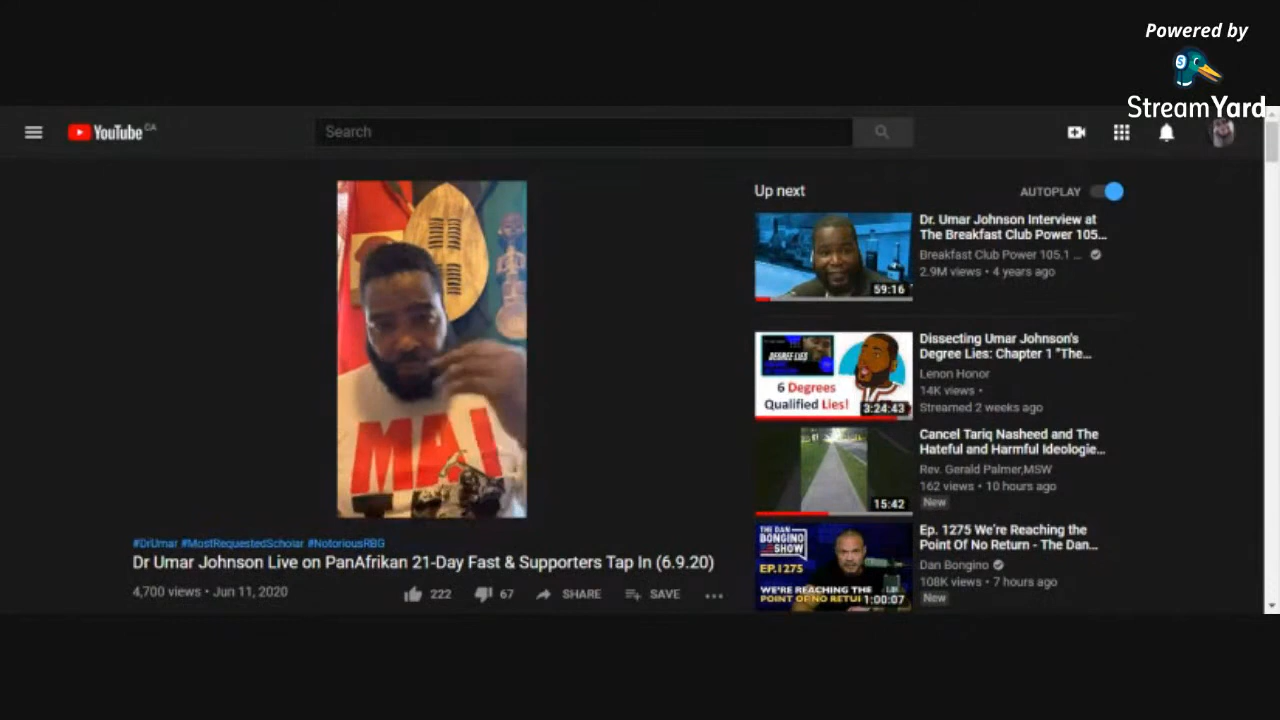 Powered by
StreamYard
YouTube CA
Search
Up next
AUTOPLAY
Dr. Umar Johnson Interview at
The Breakfast Club Power 105...
Breakfast Club Power 105.1 ...
2.9M views • 4 years ago
59:16
Dissecting Umar Johnson's
Degree Lies: Chapter 1 "The...
Lenon Honor
14K views •
Streamed 2 weeks ago
DEGREE LIES
6 Degrees
Qualified Lies!
3:24:43
Cancel Tariq Nasheed and The
Hateful and Harmful Ideologie...
Rev. Gerald Palmer,MSW
162 views • 10 hours ago
New
15:42
Ep. 1275 We're Reaching the
Point Of No Return - The Dan...
Dan Bongino
108K views • 7 hours ago
New
THE DAN
BONGINO
SHOW
EP.1275
WE'RE REACHING THE
POINT OF NO RETU
1:00:07
MA
#DrUmar #MostRequestedScholar #NotoriousRBG
Dr Umar Johnson Live on PanAfrikan 21-Day Fast & Supporters Tap In (6.9.20)
4,700 views • Jun 11, 2020
222
67
SHARE
SAVE